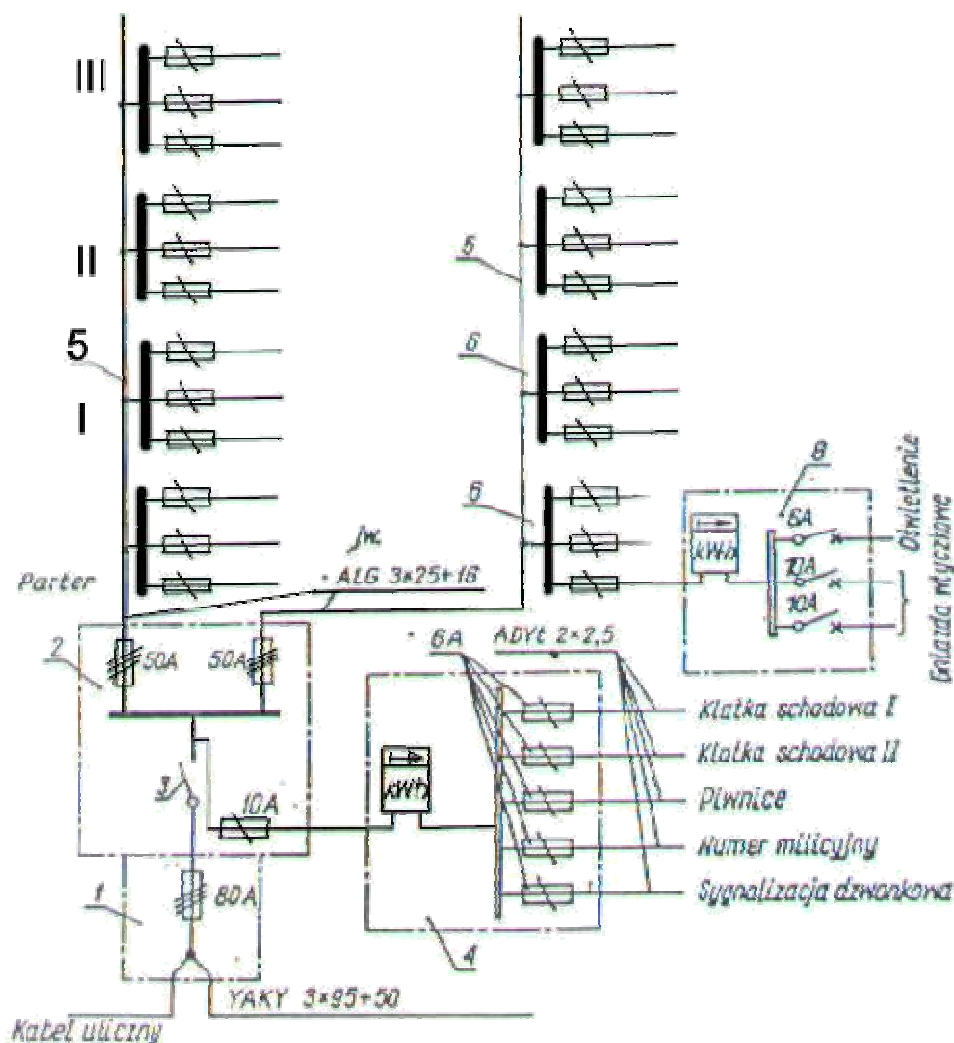 III
II
5
I
5
6
6
8
kWh
6A
10A
10A
Oświetlenie
Gniazda wtyczkowe
jw.
ALG 3×25+16
Parter
2
50A
50A
6A
ADYt 2×2,5
Klatka schodowa I
Klatka schodowa II
Piwnice
Numer milicyjny
Sygnalizacja dzwonkowa
3
10A
kWh
1
80A
4
YAKY 3×95+50
Kabel uliczny